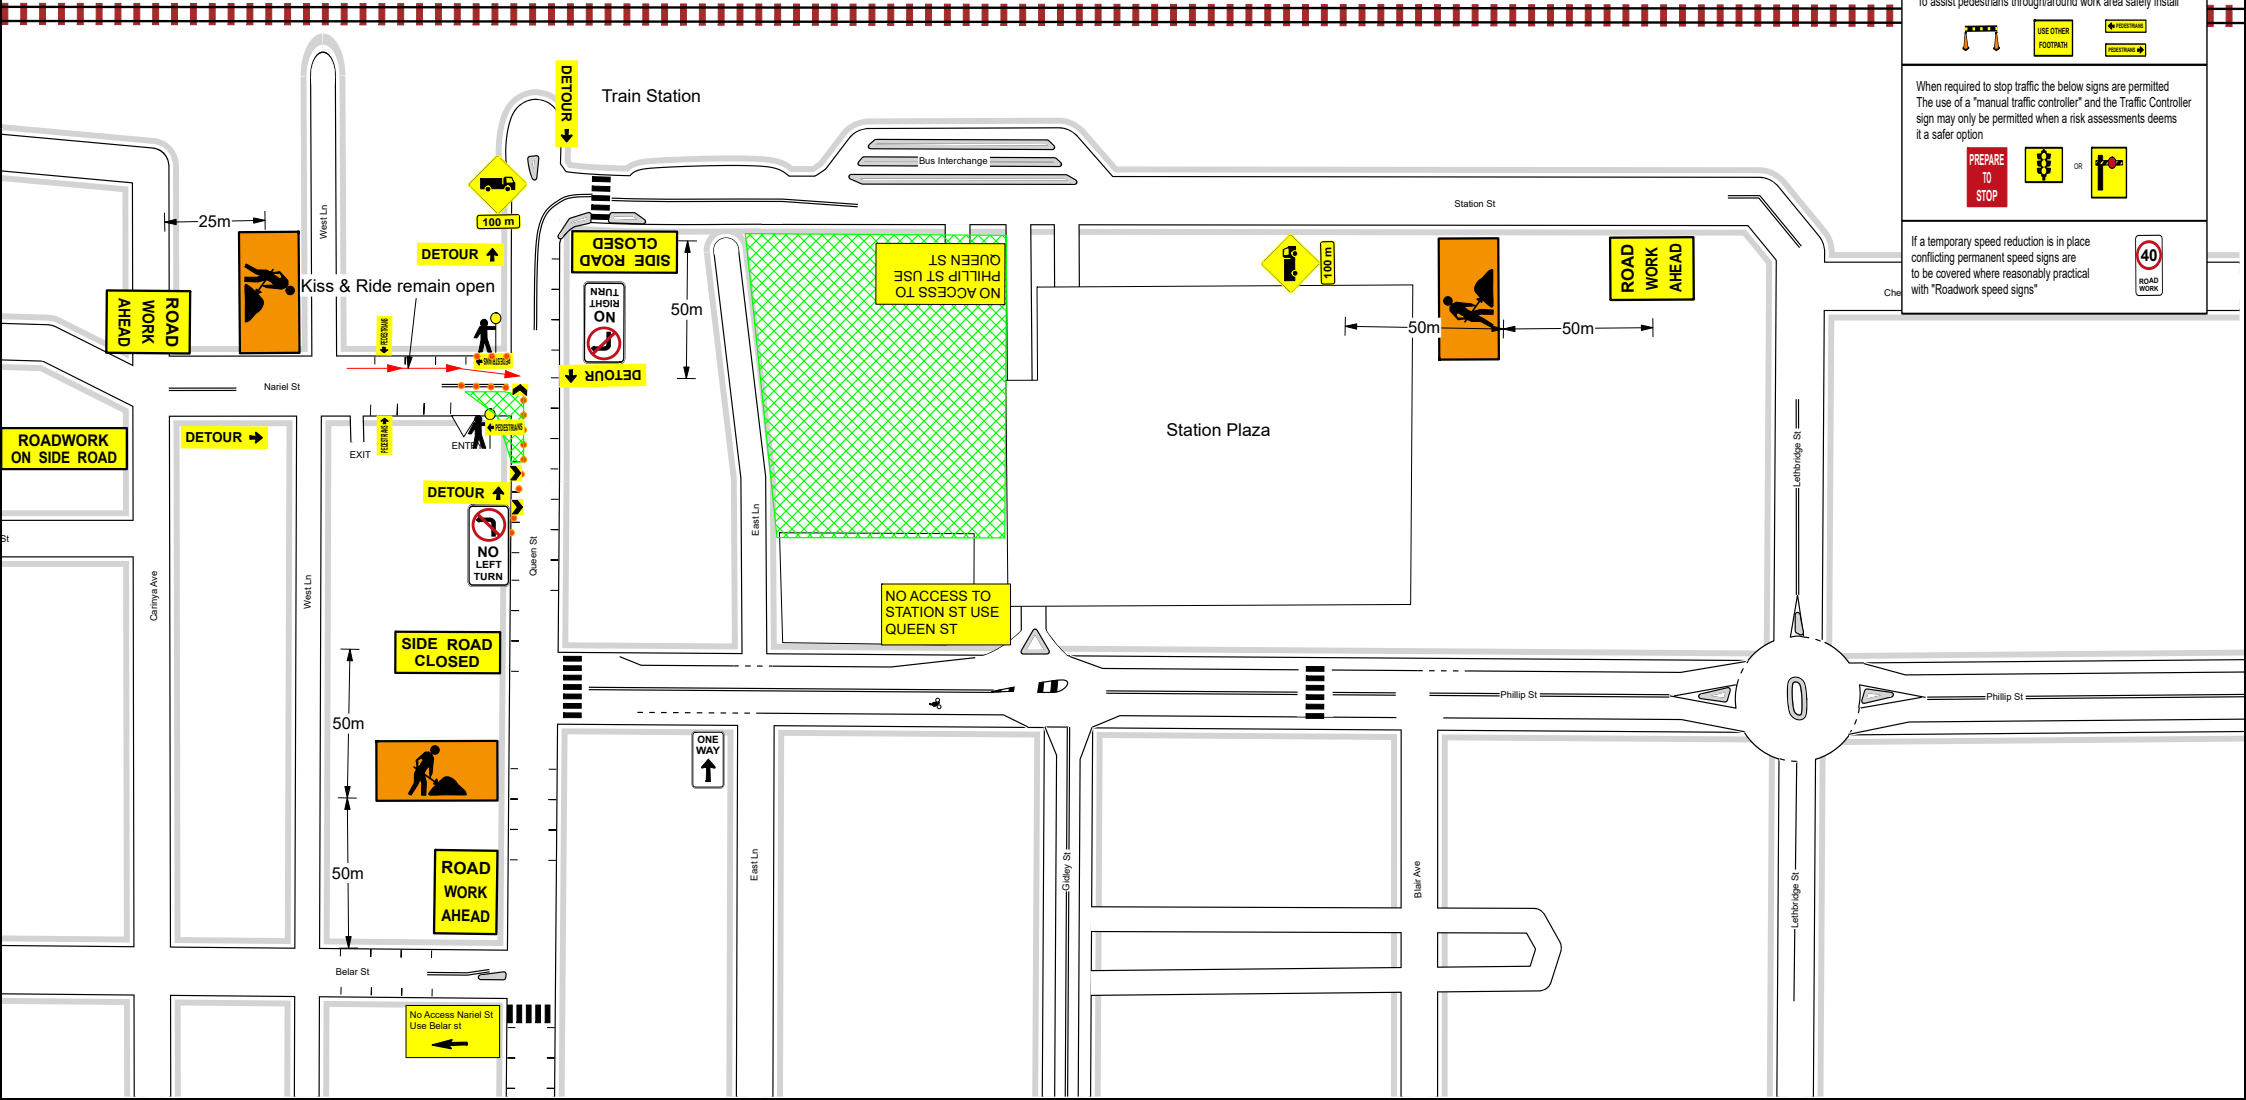 To assist pedestrians through/around work area safely install
USE OTHER
FOOTPATH
PEDESTRIANS
PEDESTRIANS
When required to stop traffic the below signs are permitted
The use of a "manual traffic controller" and the Traffic Controller
sign may only be permitted when a risk assessments deems
it a safer option
PREPARE
TO
STOP
OR
If a temporary speed reduction is in place
conflicting permanent speed signs are
to be covered where reasonably practical
with "Roadwork speed signs"
40
ROAD
WORK
DETOUR
Train Station
Bus Interchange
Station St
100 m
West Ln
25m
DETOUR
SIDE ROAD
CLOSED
NO
RIGHT
TURN
50m
DETOUR
NO ACCESS TO
PHILLIP ST USE
QUEEN ST
100 m
ROAD
WORK
AHEAD
50m
50m
Che
Kiss & Ride remain open
ROAD
WORK
AHEAD
PEDESTRIANS
PEDESTRIANS
Nariel St
DETOUR
ROADWORK
ON SIDE ROAD
EXIT
PEDESTRIANS
PEDESTRIANS
DETOUR
NO
LEFT
TURN
Station Plaza
Lethbridge St
East Ln
Queen St
St
Carinya Ave
West Ln
NO ACCESS TO
STATION ST USE
QUEEN ST
SIDE ROAD
CLOSED
50m
Phillip St
Phillip St
ONE
WAY
50m
ROAD
WORK
AHEAD
East Ln
Gidley St
Blair Ave
Lethbridge St
Belar St
No Access Nariel St
Use Belar st